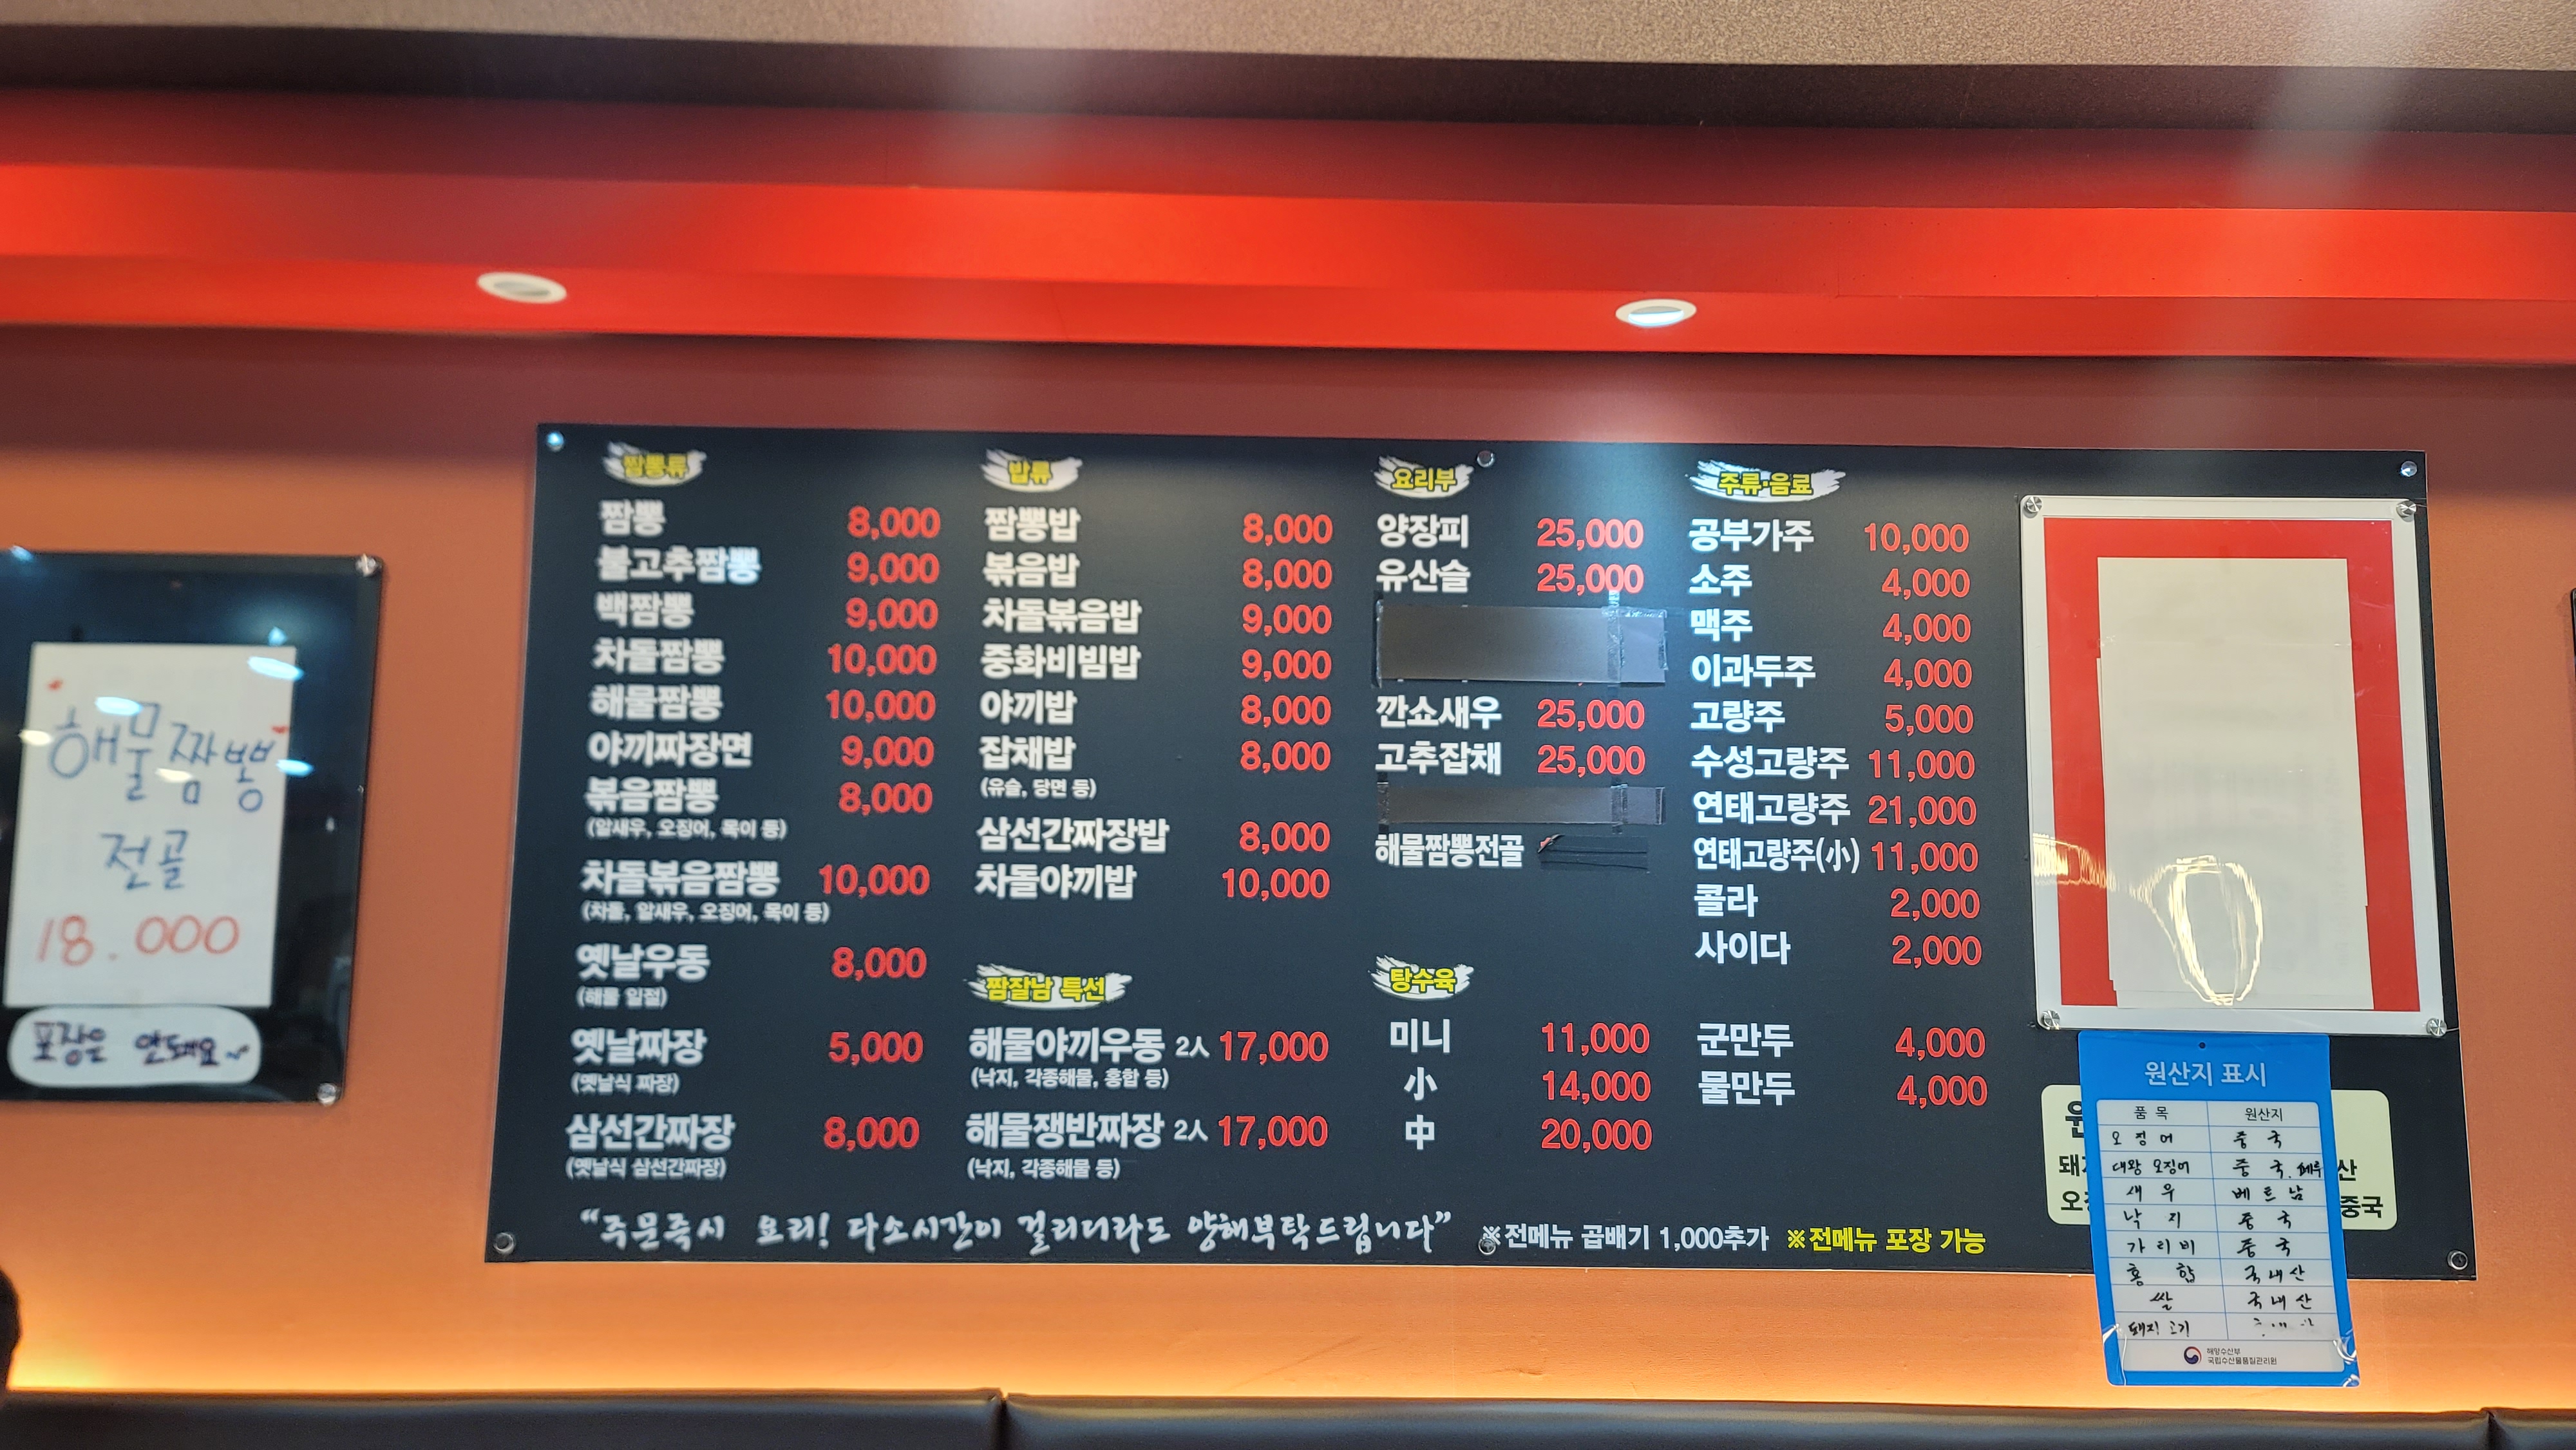 해물짬뽕
전골
18.000
포장은 안돼요~
짬뽕류
짬뽕 8,000
불고추짬뽕 9,000
백짬뽕 9,000
차돌짬뽕 10,000
해물짬뽕 10,000
야끼짜장면 9,000
볶음짬뽕 8,000
(알새우, 오징어, 목이 등)
차돌볶음짬뽕 10,000
(차돌, 알새우, 오징어, 목이 등)
옛날우동 8,000
(해물 일절)
옛날짜장 5,000
(옛날식 짜장)
삼선간짜장 8,000
(옛날식 삼선간짜장)
밥류
짬뽕밥 8,000
볶음밥 8,000
차돌볶음밥 9,000
중화비빔밥 9,000
야끼밥 8,000
잡채밥 8,000
(유슬, 당면 등)
삼선간짜장밥 8,000
차돌야끼밥 10,000
짬잘남 특선
해물야끼우동 2人 17,000
(낙지, 각종해물, 홍합 등)
해물쟁반짜장 2人 17,000
(낙지, 각종해물 등)
요리부
양장피 25,000
유산슬 25,000
깐쇼새우 25,000
고추잡채 25,000
해물짬뽕전골
탕수육
미니 11,000
小 14,000
中 20,000
주류·음료
공부가주 10,000
소주 4,000
맥주 4,000
이과두주 4,000
고량주 5,000
수성고량주 11,000
연태고량주 21,000
연태고량주(小) 11,000
콜라 2,000
사이다 2,000
군만두 4,000
물만두 4,000
"주문즉시 요리! 다소시간이 걸리더라도 양해부탁드립니다"
※전메뉴 곱배기 1,000추가 ※전메뉴 포장 가능
원산지 표시
품목 원산지
오징어 중국
대왕오징어 중국, 페루
새우 베트남
낙지 중국
가리비 중국
홍합 국내산
쌀 국내산
돼지고기
해양수산부
국립수산물품질관리원
산
중국